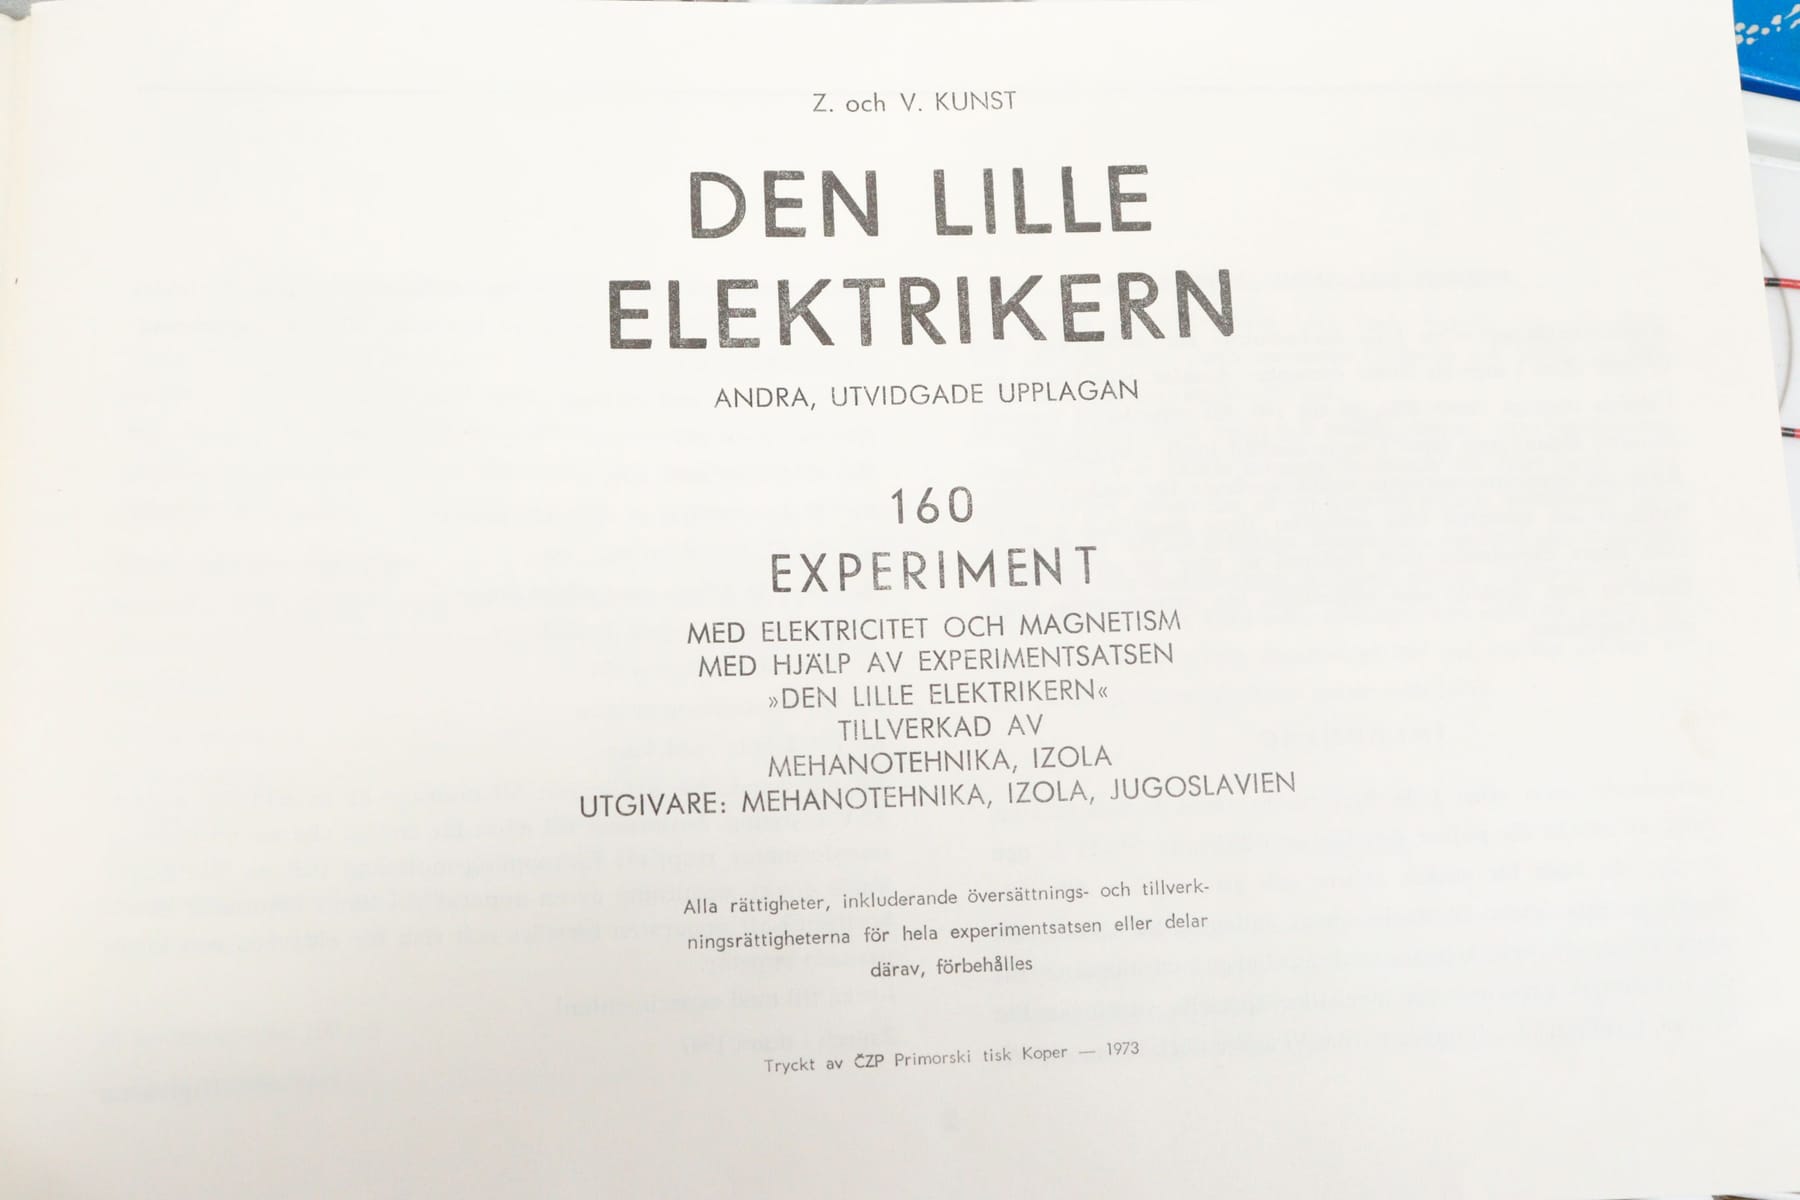 Z. och V. KUNST
DEN LILLE
ELEKTRIKERN
ANDRA, UTVIDGADE UPPLAGAN
160
EXPERIMENT
MED ELEKTRICITET OCH MAGNETISM
MED HJÄLP AV EXPERIMENTSATSEN
»DEN LILLE ELEKTRIKERN«
TILLVERKAD AV
MEHANOTEHNIKA, IZOLA
UTGIVARE: MEHANOTEHNIKA, IZOLA, JUGOSLAVIEN
Alla rättigheter, inkluderande översättnings- och tillverk-
ningsrättigheterna för hela experimentsatsen eller delar
därav, förbehålles
Tryckt av ČZP Primorski tisk Koper — 1973